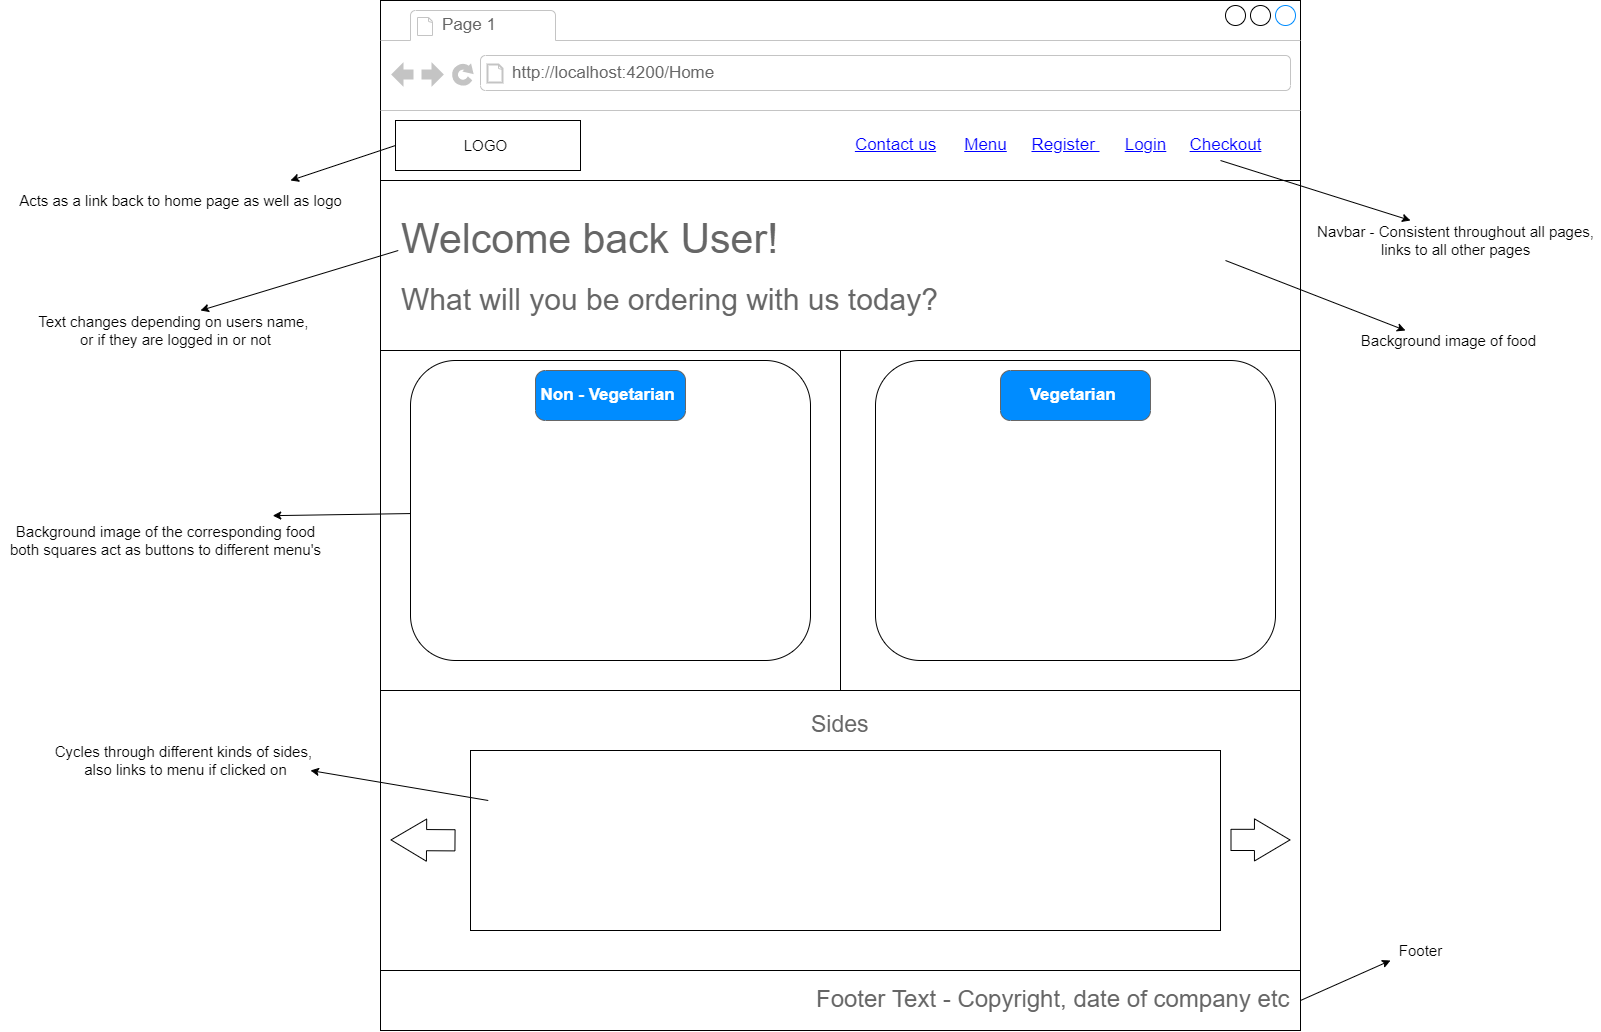 Page 1
http://localhost:4200/Home
LOGO
Contact us Menu Register Login Checkout
Acts as a link back to home page as well as logo
Navbar - Consistent throughout all pages,
links to all other pages
Welcome back User!
What will you be ordering with us today?
Text changes depending on users name,
or if they are logged in or not
Background image of food
Non - Vegetarian
Vegetarian
Background image of the corresponding food
both squares act as buttons to different menu's
Sides
Cycles through different kinds of sides,
also links to menu if clicked on
Footer
Footer Text - Copyright, date of company etc